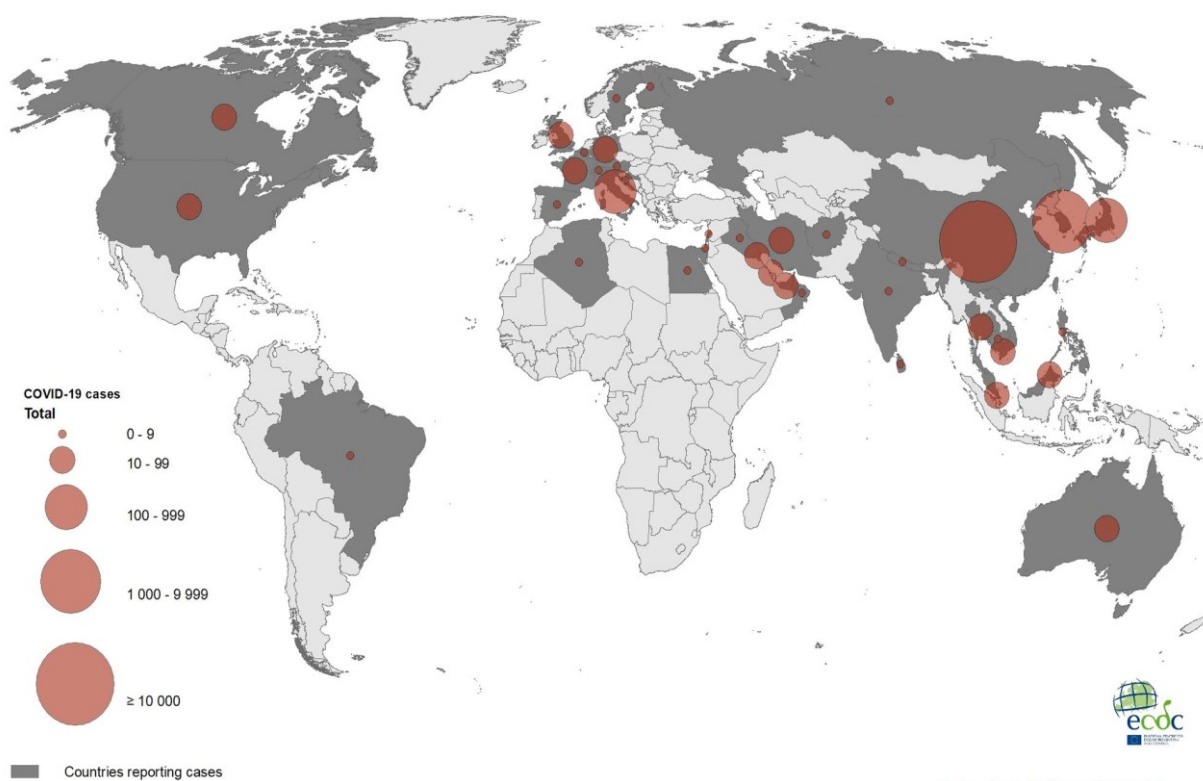 COVID-19 cases
Total
0 - 9
10 - 99
100 - 999
1 000 - 9 999
≥ 10 000
Countries reporting cases
ecdc